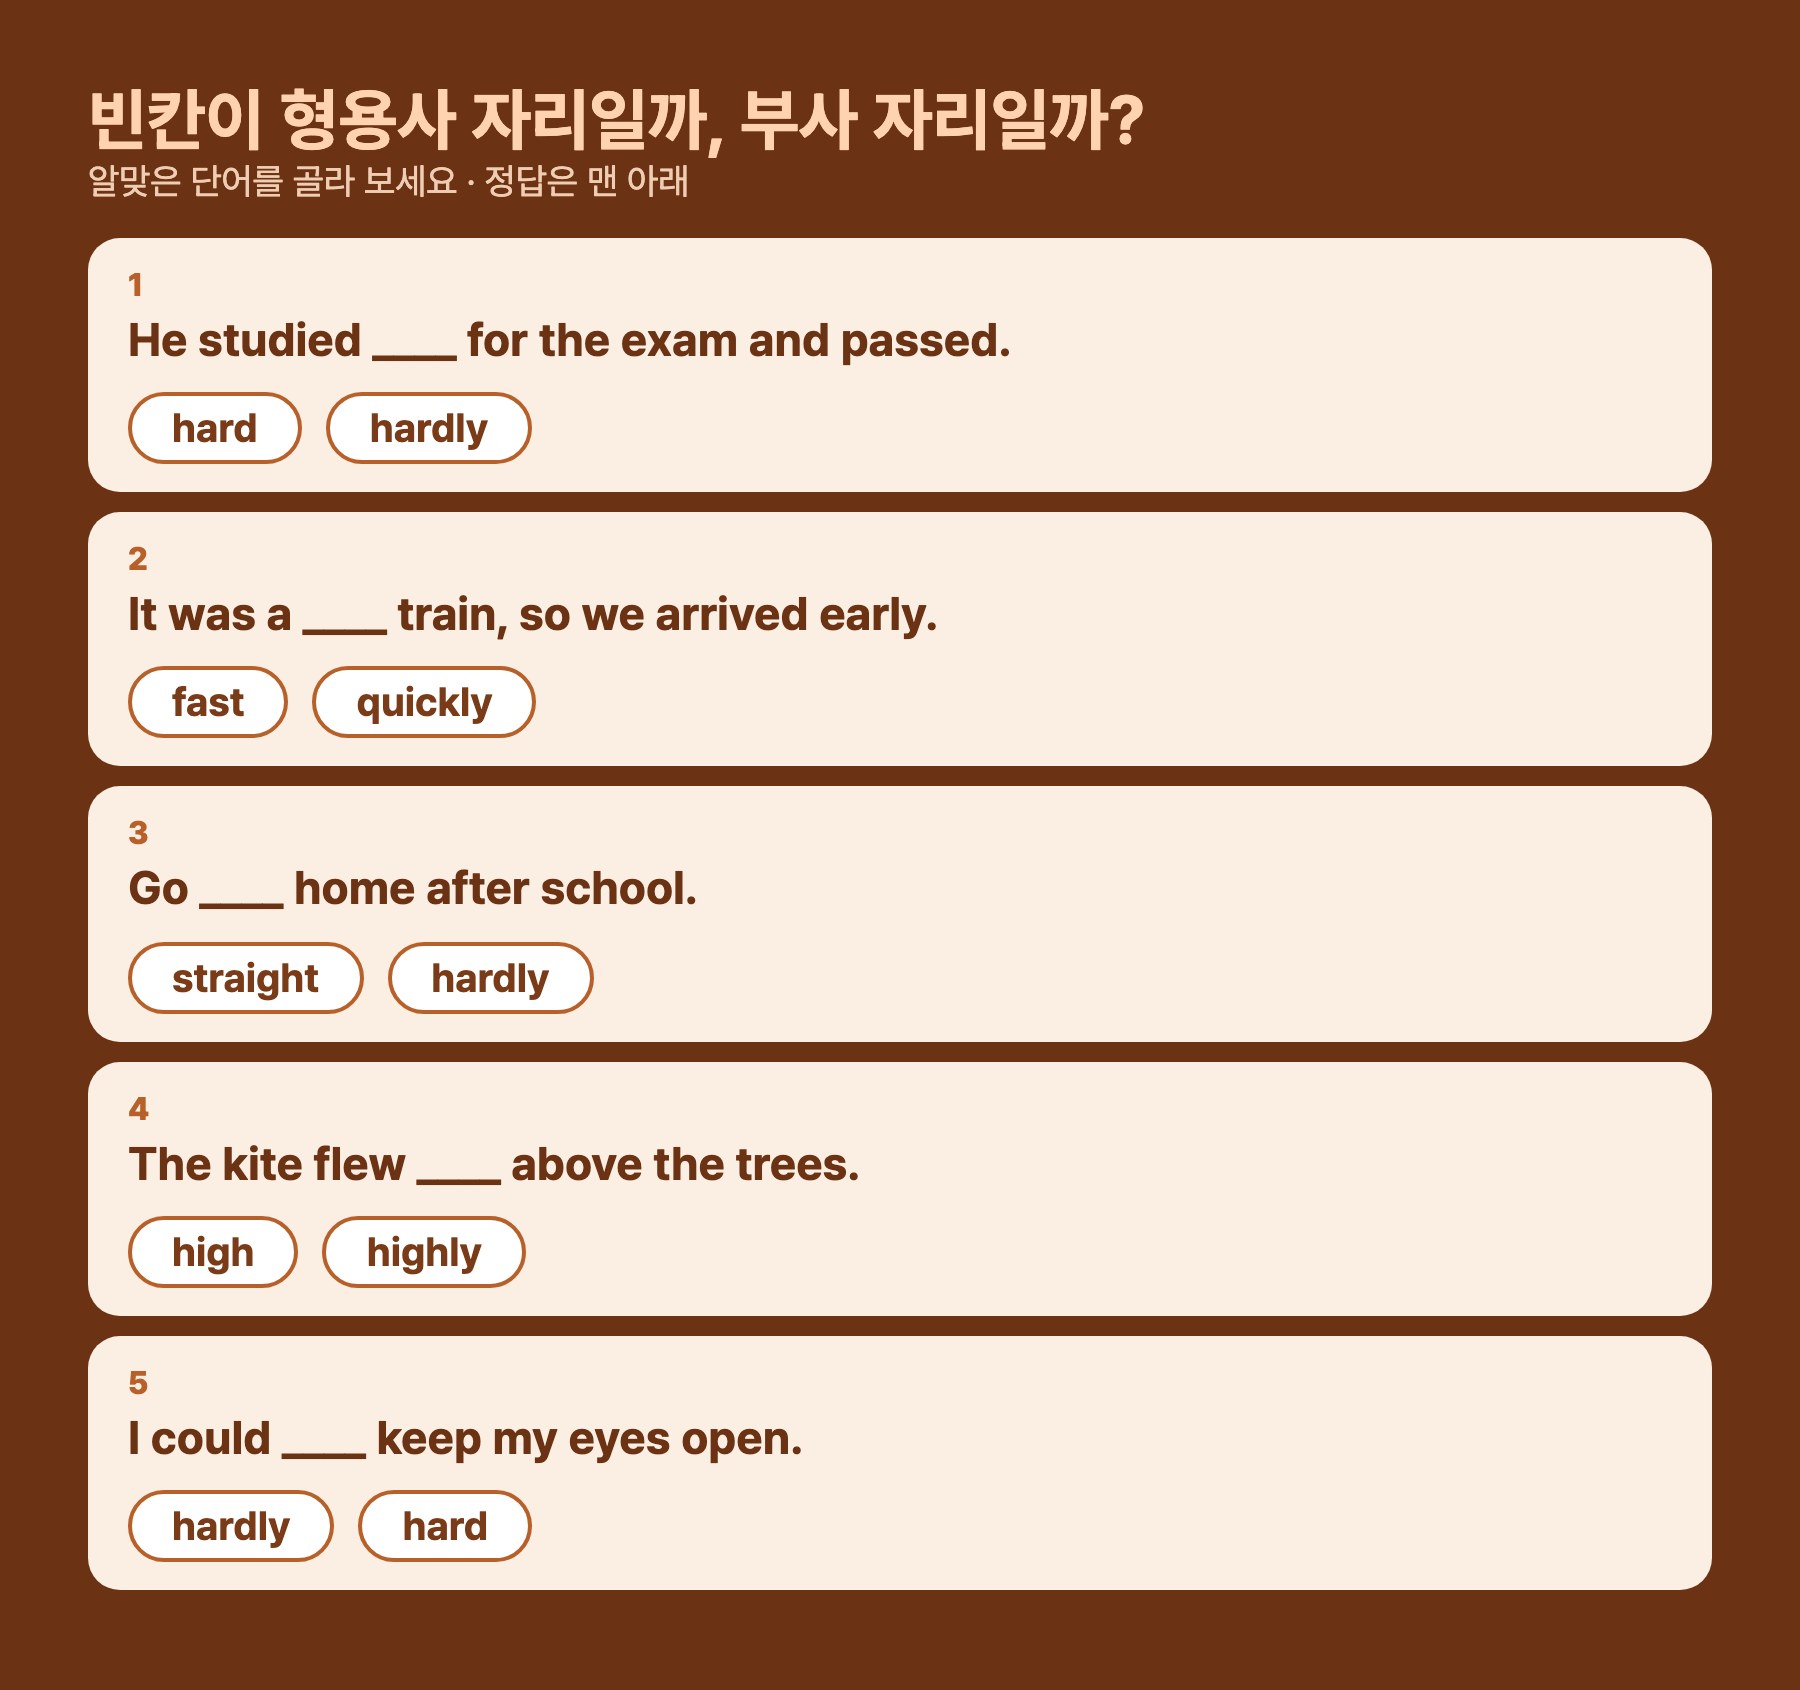 빈칸이 형용사 자리일까, 부사 자리일까?
알맞은 단어를 골라 보세요 · 정답은 맨 아래
1
He studied ____ for the exam and passed.
hard hardly
2
It was a ____ train, so we arrived early.
fast quickly
3
Go ____ home after school.
straight hardly
4
The kite flew ____ above the trees.
high highly
5
I could ____ keep my eyes open.
hardly hard